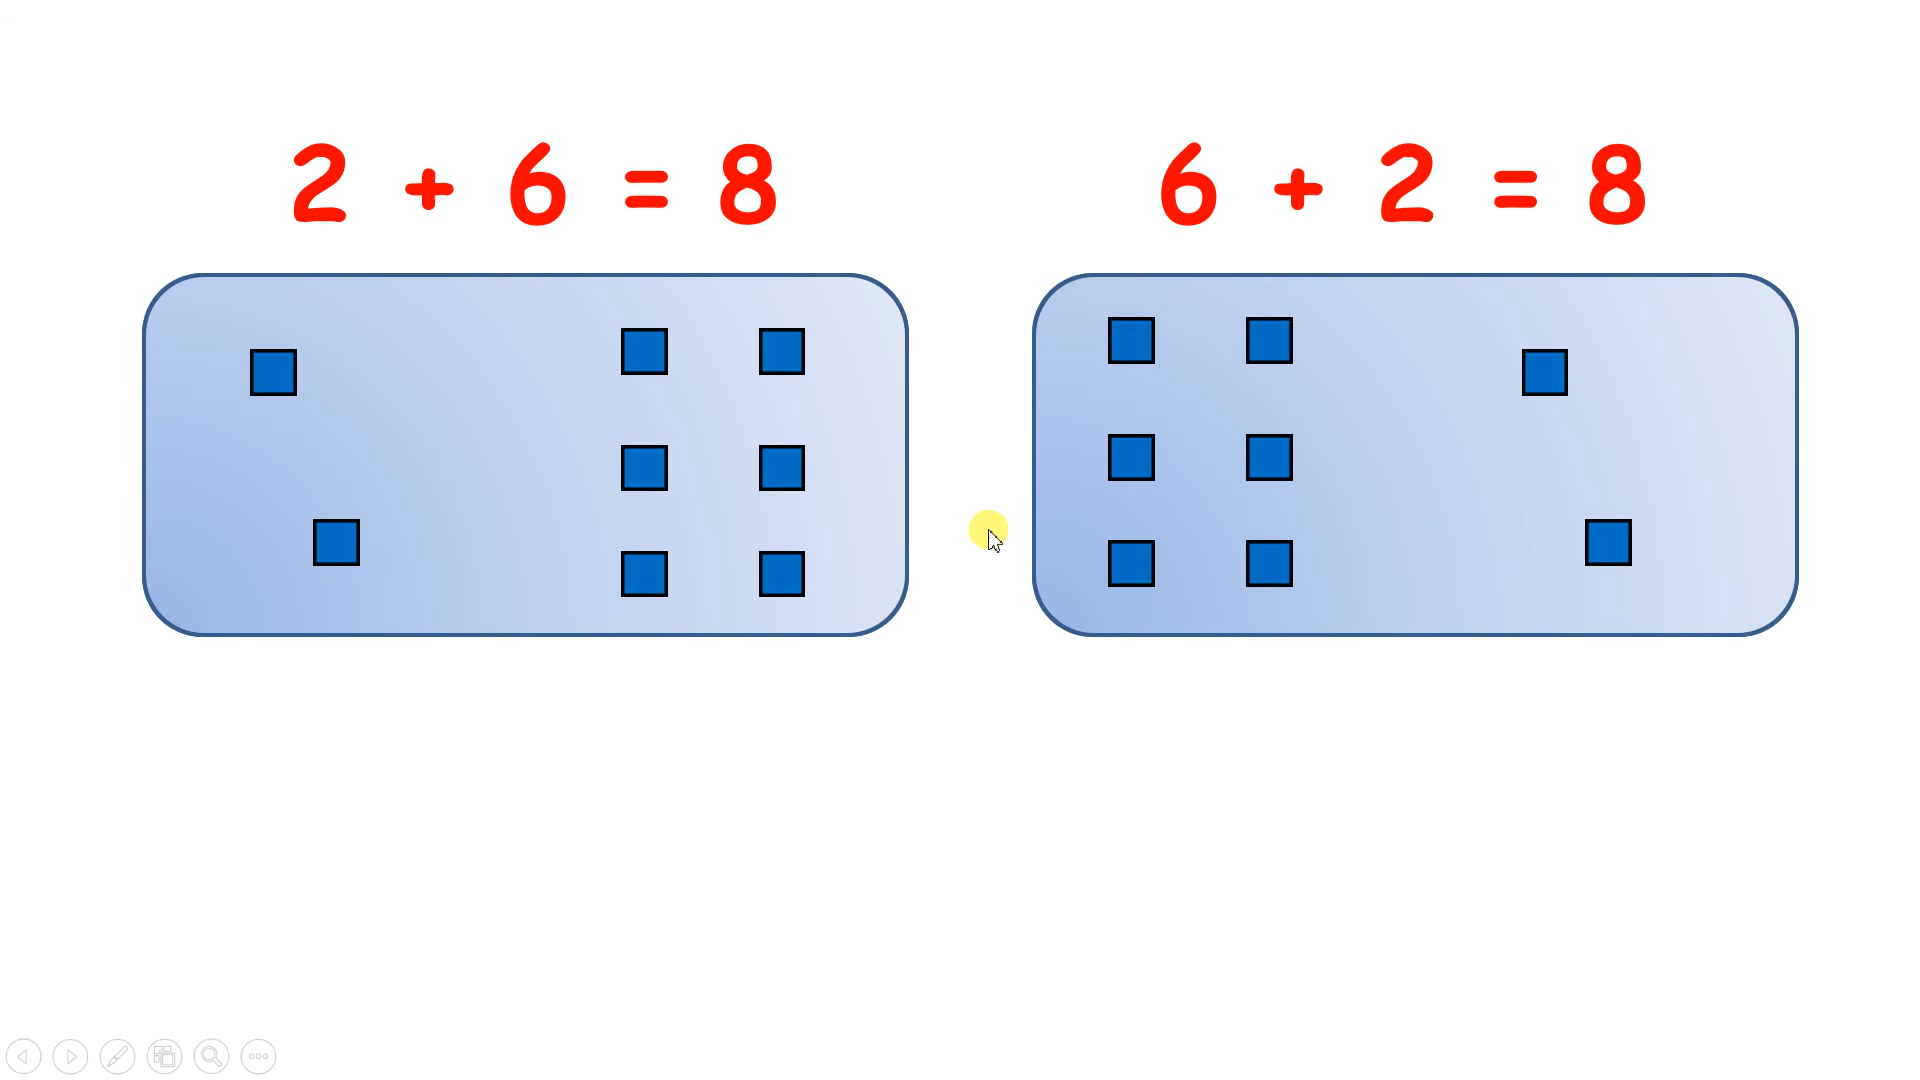 2 + 6 = 8
6 + 2 = 8